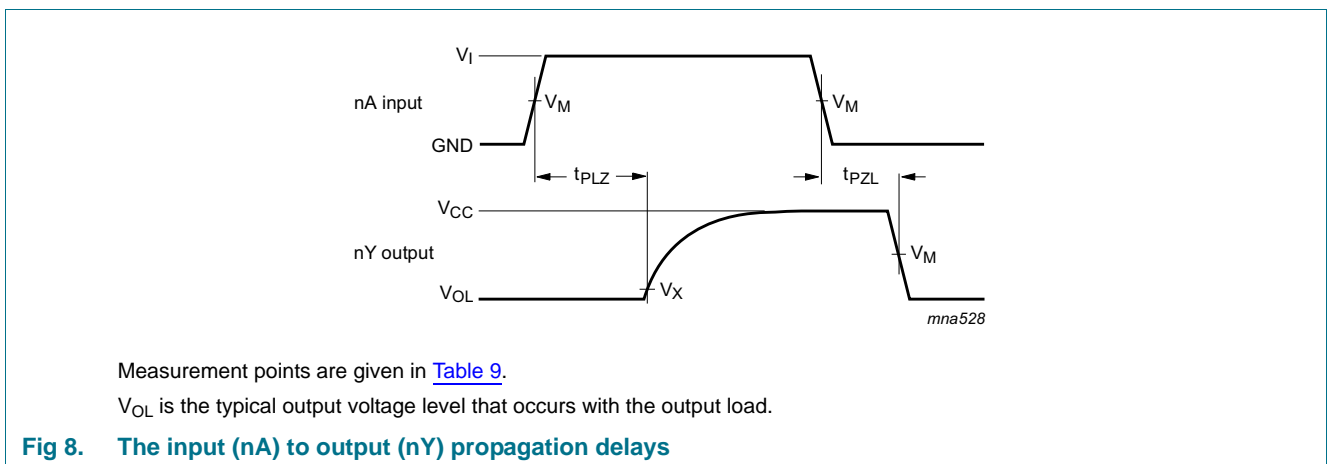 V_I
nA input
V_M
V_M
GND
t_PLZ
t_PZL
V_CC
nY output
V_M
V_OL
V_X
mna528
Measurement points are given in Table 9.
V_OL is the typical output voltage level that occurs with the output load.
Fig 8. The input (nA) to output (nY) propagation delays